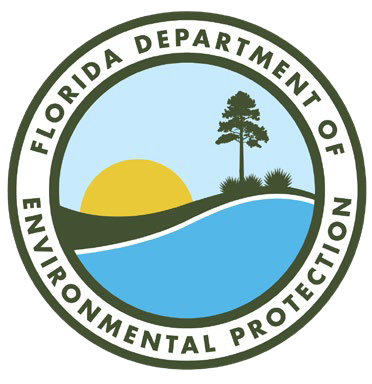 FLORIDA DEPARTMENT OF
ENVIRONMENTAL PROTECTION